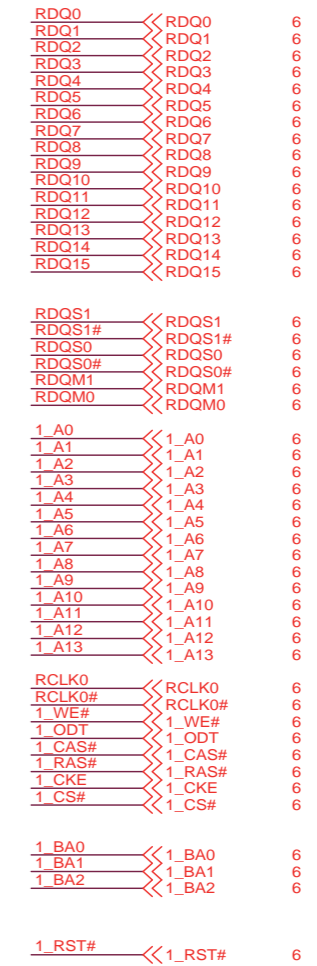 RDQ0 RDQ0 6
RDQ1 RDQ1 6
RDQ2 RDQ2 6
RDQ3 RDQ3 6
RDQ4 RDQ4 6
RDQ5 RDQ5 6
RDQ6 RDQ6 6
RDQ7 RDQ7 6
RDQ8 RDQ8 6
RDQ9 RDQ9 6
RDQ10 RDQ10 6
RDQ11 RDQ11 6
RDQ12 RDQ12 6
RDQ13 RDQ13 6
RDQ14 RDQ14 6
RDQ15 RDQ15 6
RDQS1 RDQS1 6
RDQS1# RDQS1# 6
RDQS0 RDQS0 6
RDQS0# RDQS0# 6
RDQM1 RDQM1 6
RDQM0 RDQM0 6
1_A0 1_A0 6
1_A1 1_A1 6
1_A2 1_A2 6
1_A3 1_A3 6
1_A4 1_A4 6
1_A5 1_A5 6
1_A6 1_A6 6
1_A7 1_A7 6
1_A8 1_A8 6
1_A9 1_A9 6
1_A10 1_A10 6
1_A11 1_A11 6
1_A12 1_A12 6
1_A13 1_A13 6
RCLK0 RCLK0 6
RCLK0# RCLK0# 6
1_WE# 1_WE# 6
1_ODT 1_ODT 6
1_CAS# 1_CAS# 6
1_RAS# 1_RAS# 6
1_CKE 1_CKE 6
1_CS# 1_CS# 6
1_BA0 1_BA0 6
1_BA1 1_BA1 6
1_BA2 1_BA2 6
1_RST# 1_RST# 6